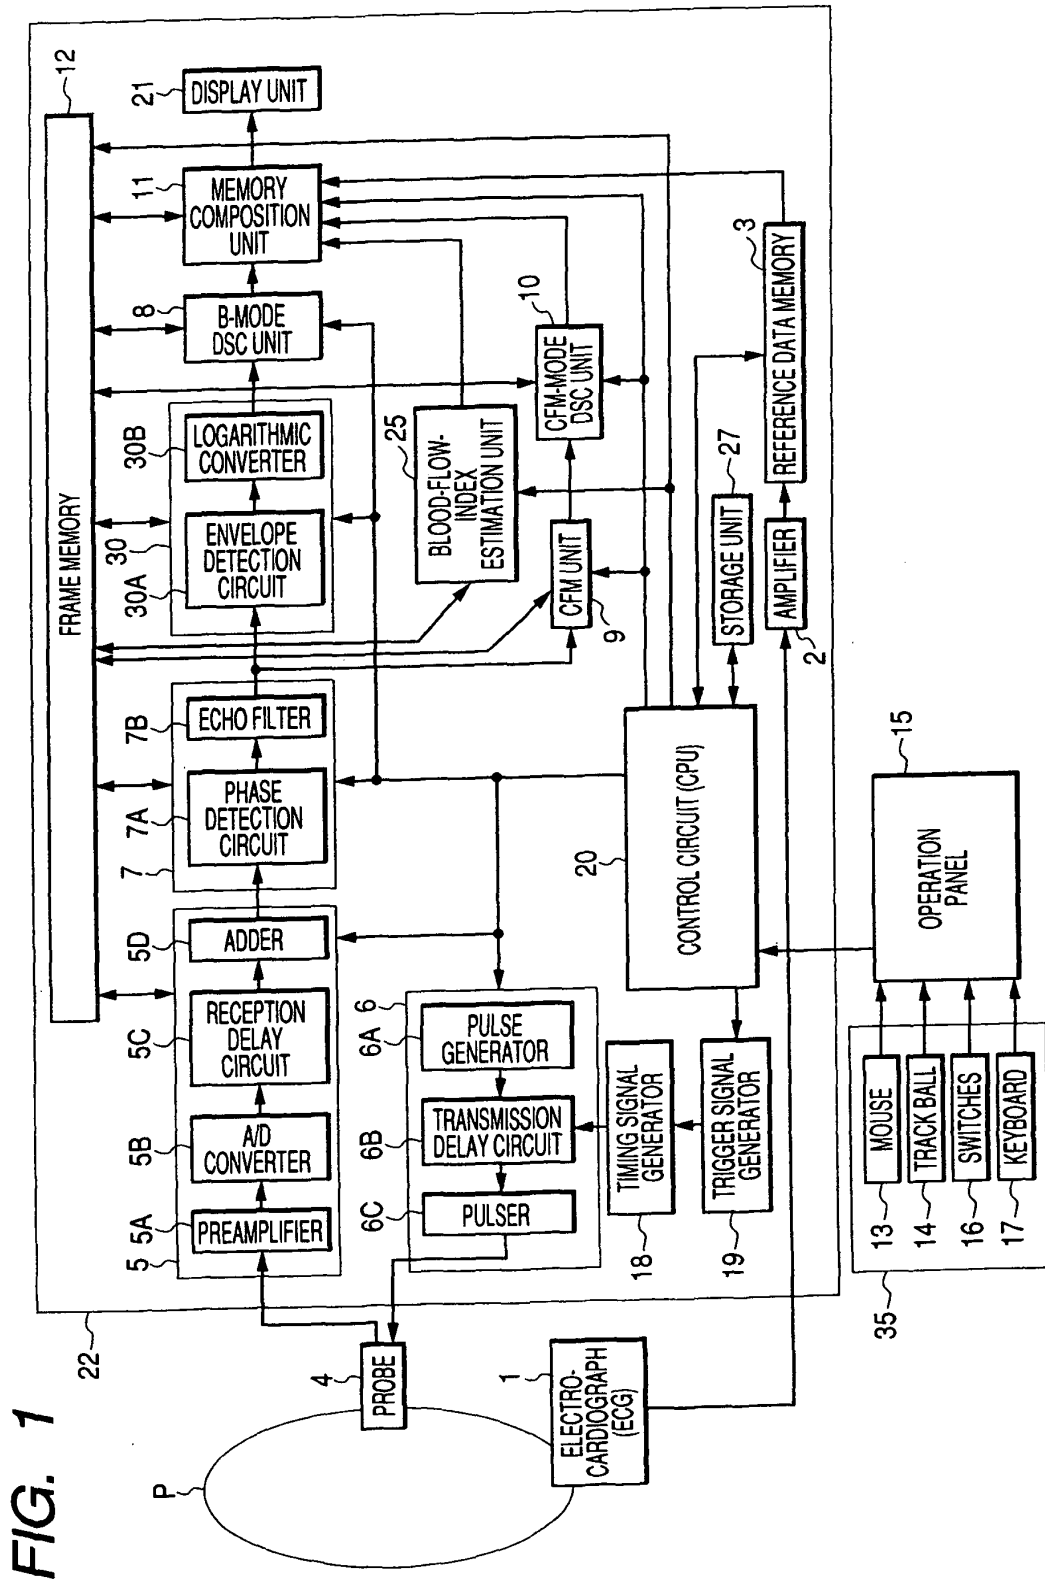 FIG. 1
22
12
FRAME MEMORY
5
5A
PREAMPLIFIER
5B
A/D
CONVERTER
5C
RECEPTION
DELAY
CIRCUIT
5D
ADDER
7
7A
PHASE
DETECTION
CIRCUIT
7B
ECHO FILTER
30
30A
ENVELOPE
DETECTION
CIRCUIT
30B
LOGARITHMIC
CONVERTER
8
B-MODE
DSC UNIT
11
MEMORY
COMPOSITION
UNIT
21
DISPLAY UNIT
P
4
PROBE
6
6A
PULSE
GENERATOR
6B
TRANSMISSION
DELAY CIRCUIT
6C
PULSER
25
BLOOD-FLOW-
INDEX
ESTIMATION UNIT
10
CFM-MODE
DSC UNIT
9
CFM UNIT
1
ELECTRO-
CARDIOGRAPH
(ECG)
18
TIMING SIGNAL
GENERATOR
19
TRIGGER SIGNAL
GENERATOR
20
CONTROL CIRCUIT (CPU)
27
STORAGE UNIT
2
AMPLIFIER
3
REFERENCE DATA MEMORY
15
OPERATION
PANEL
35
13
MOUSE
14
TRACK BALL
16
SWITCHES
17
KEYBOARD